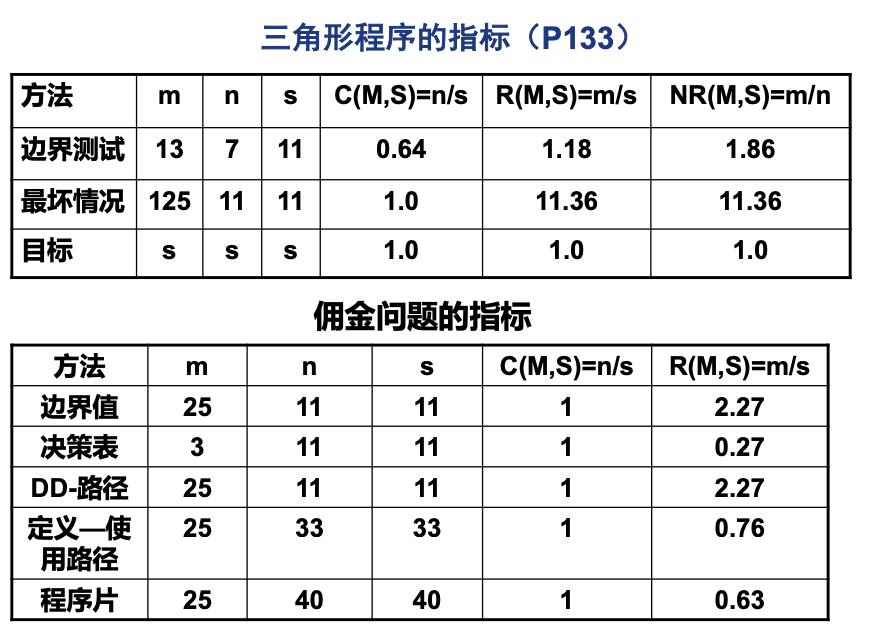 三角形程序的指标（P133）
方法 m n s C(M,S)=n/s R(M,S)=m/s NR(M,S)=m/n
边界测试 13 7 11 0.64 1.18 1.86
最坏情况 125 11 11 1.0 11.36 11.36
目标 s s s 1.0 1.0 1.0
佣金问题的指标
方法 m n s C(M,S)=n/s R(M,S)=m/s
边界值 25 11 11 1 2.27
决策表 3 11 11 1 0.27
DD-路径 25 11 11 1 2.27
定义—使 25 33 33 1 0.76
用路径
程序片 25 40 40 1 0.63